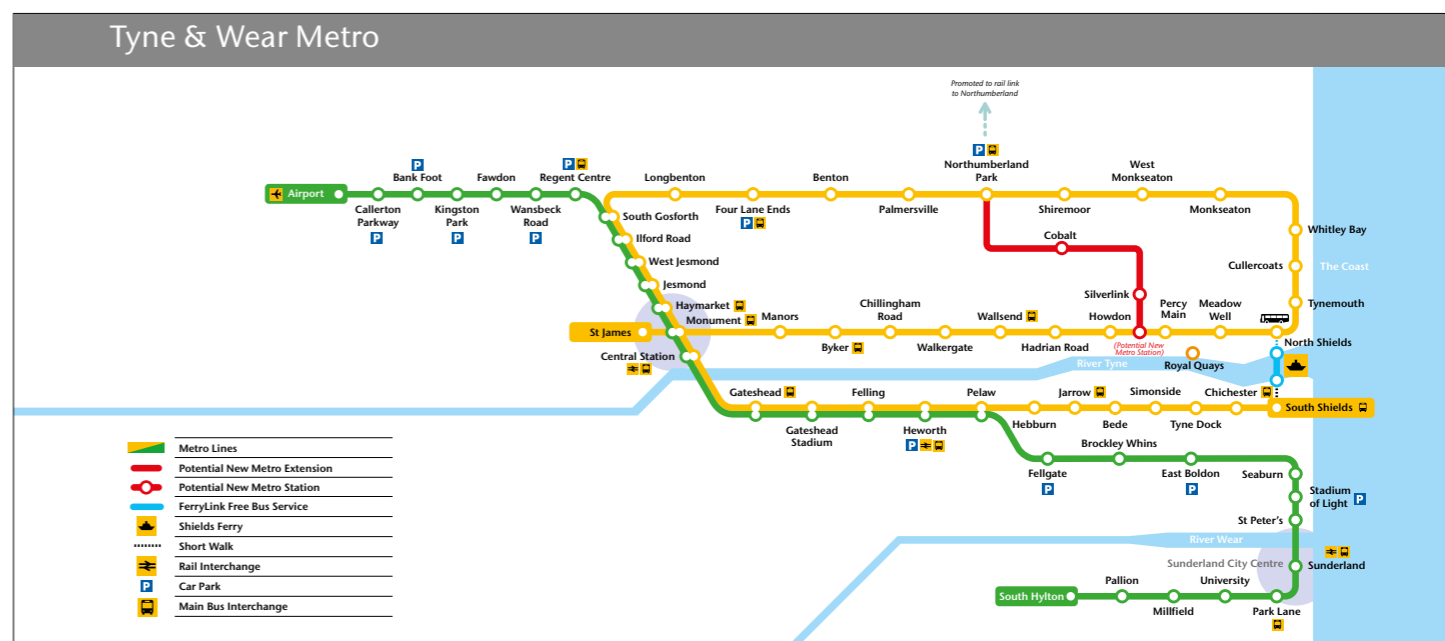 Tyne & Wear Metro
Promoted to rail link
to Northumberland
P
P
Bank Foot
Fawdon
Regent Centre
Longbenton
Benton
P
Northumberland
Park
West
Monkseaton
Airport
Callerton
Parkway
P
Kingston
Park
P
Wansbeck
Road
P
South Gosforth
Four Lane Ends
P
Palmersville
Shiremoor
Monkseaton
Ilford Road
Whitley Bay
Cobalt
West Jesmond
Cullercoats
The Coast
Jesmond
Silverlink
Tynemouth
Haymarket
Monument
Manors
Chillingham
Road
Wallsend
Howdon
Percy
Main
Meadow
Well
St James
Byker
Walkergate
Hadrian Road
(Potential New
Metro Station)
North Shields
Central Station
River Tyne
Royal Quays
Gateshead
Felling
Pelaw
Jarrow
Simonside
Chichester
South Shields
Gateshead
Stadium
Heworth
P
Hebburn
Bede
Tyne Dock
Brockley Whins
Fellgate
P
East Boldon
P
Seaburn
Stadium
of Light
P
St Peter's
River Wear
Sunderland City Centre
Sunderland
South Hylton
Pallion
Millfield
University
Park Lane
Metro Lines
Potential New Metro Extension
Potential New Metro Station
FerryLink Free Bus Service
Shields Ferry
Short Walk
Rail Interchange
P
Car Park
Main Bus Interchange